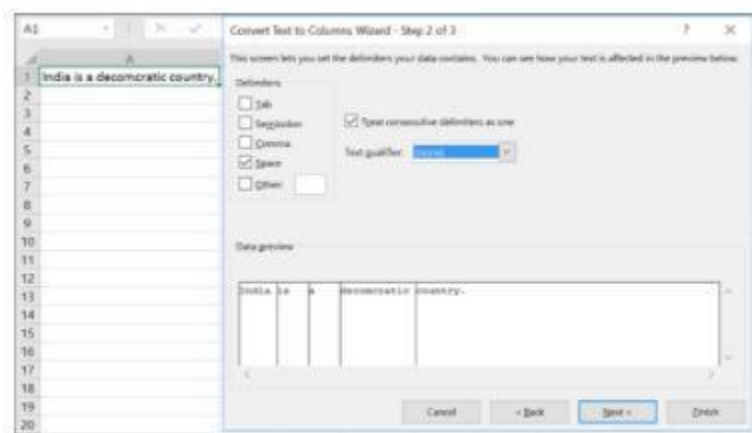 A1
Convert Text to Columns Wizard - Step 2 of 3
? ×
This screen lets you set the delimiters your data contains. You can see how your text is affected in the preview below.
A
1 India is a decomcratic country.
2
3
4
5
6
7
8
9
10
11
12
13
14
15
16
17
18
19
20
Delimiters
Tab
Semicolon
Comma
Space
Other:
Treat consecutive delimiters as one
Text qualifier: {none}
Data preview
India is a decomcratic country.
Cancel < Back Next > Finish